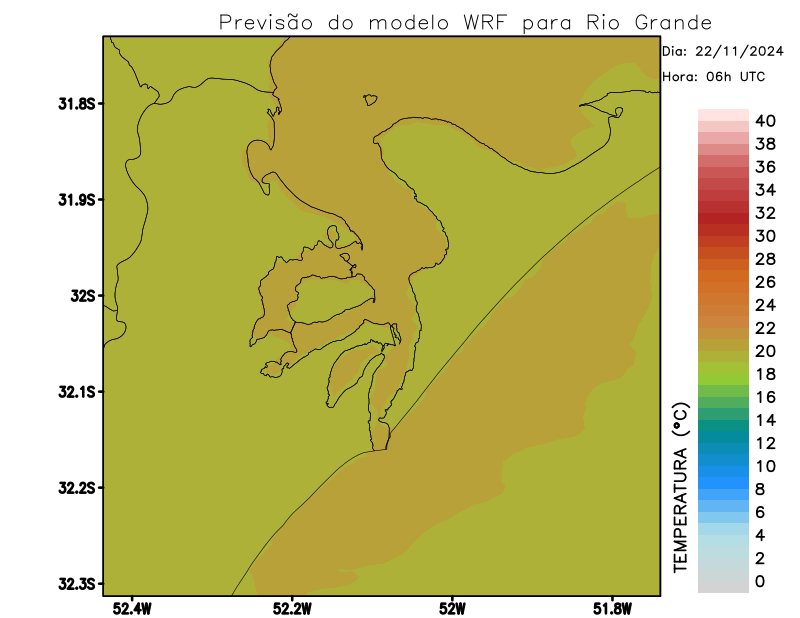 Previsão do modelo WRF para Rio Grande
Dia: 22/11/2024
Hora: 06h UTC
31.8S
31.9S
32S
32.1S
32.2S
32.3S
52.4W
52.2W
52W
51.8W
TEMPERATURA (°C)
40
38
36
34
32
30
28
26
24
22
20
18
16
14
12
10
8
6
4
2
0